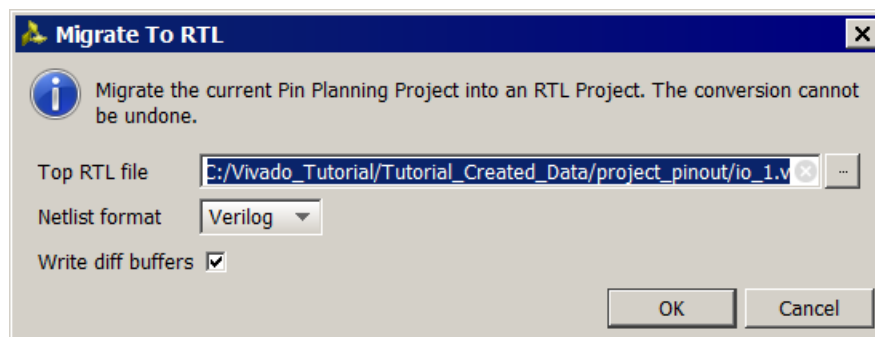 Migrate To RTL
Migrate the current Pin Planning Project into an RTL Project. The conversion cannot
be undone.
Top RTL file C:/Vivado_Tutorial/Tutorial_Created_Data/project_pinout/io_1.v ...
Netlist format Verilog
Write diff buffers
OK Cancel